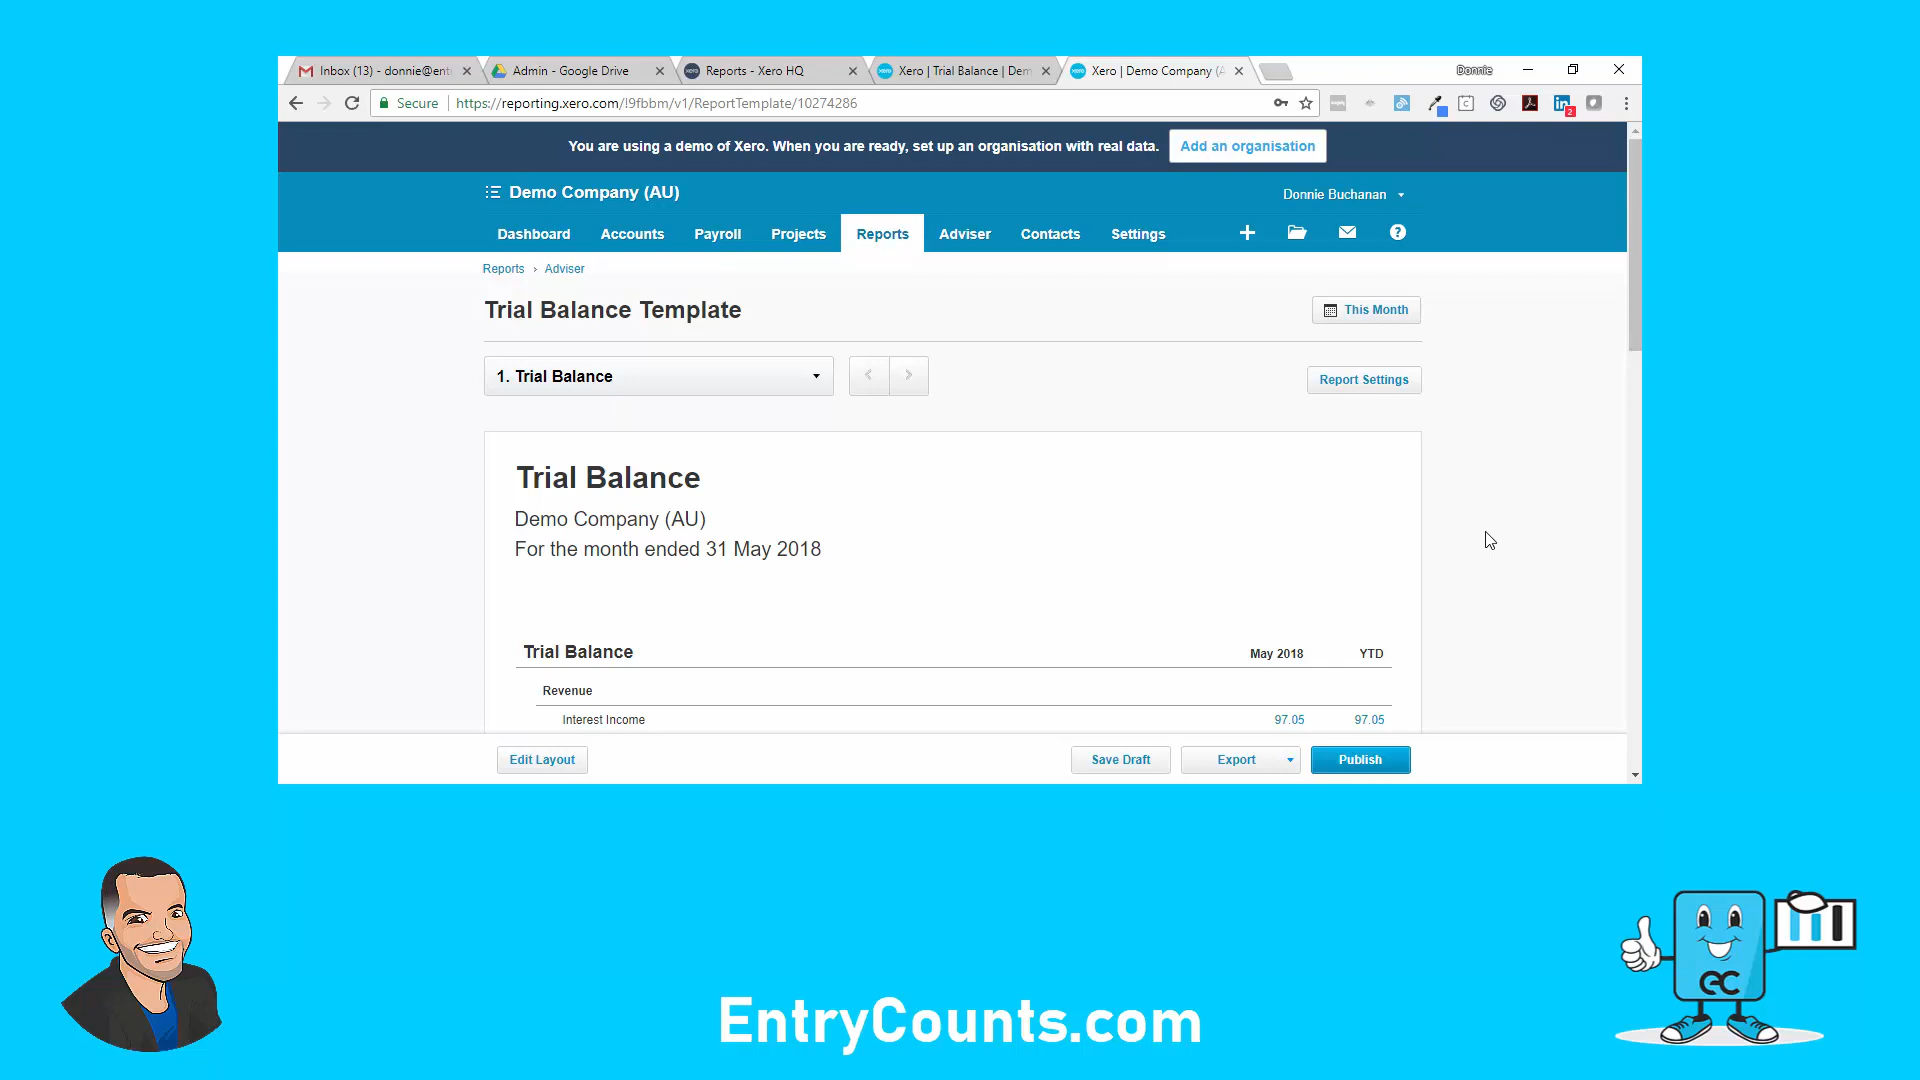 Inbox (13) - donnie@ent
Admin - Google Drive
Reports - Xero HQ
Xero | Trial Balance | Dem
Xero | Demo Company (A
Donnie
Secure
https://reporting.xero.com/!9fbbm/v1/ReportTemplate/10274286
2
You are using a demo of Xero. When you are ready, set up an organisation with real data.
Add an organisation
Demo Company (AU)
Donnie Buchanan
Dashboard
Accounts
Payroll
Projects
Reports
Adviser
Contacts
Settings
Reports › Adviser
Trial Balance Template
This Month
1. Trial Balance
Report Settings
Trial Balance
Demo Company (AU)
For the month ended 31 May 2018
Trial Balance May 2018 YTD
Revenue
Interest Income 97.05 97.05
Edit Layout
Save Draft
Export
Publish
ec
EntryCounts.com